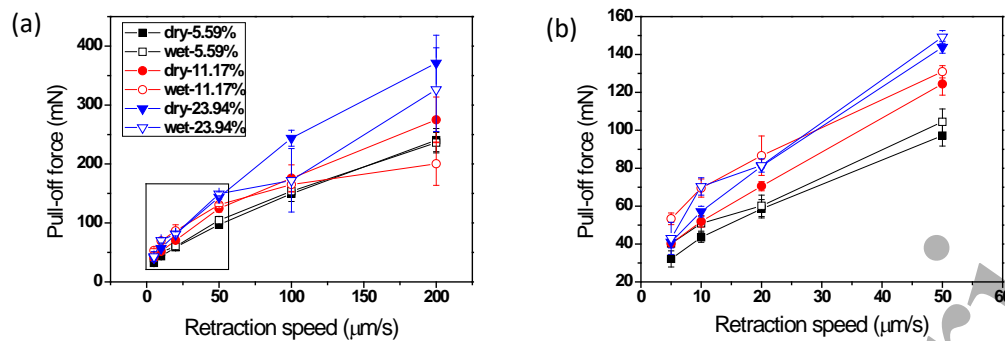 (a)
dry-5.59%
wet-5.59%
dry-11.17%
wet-11.17%
dry-23.94%
wet-23.94%
400
300
200
100
0
Pull-off force (mN)
0 50 100 150 200
Retraction speed (μm/s)
(b)
160
140
120
100
80
60
40
20
Pull-off force (mN)
0 10 20 30 40 50 60
Retraction speed (μm/s)